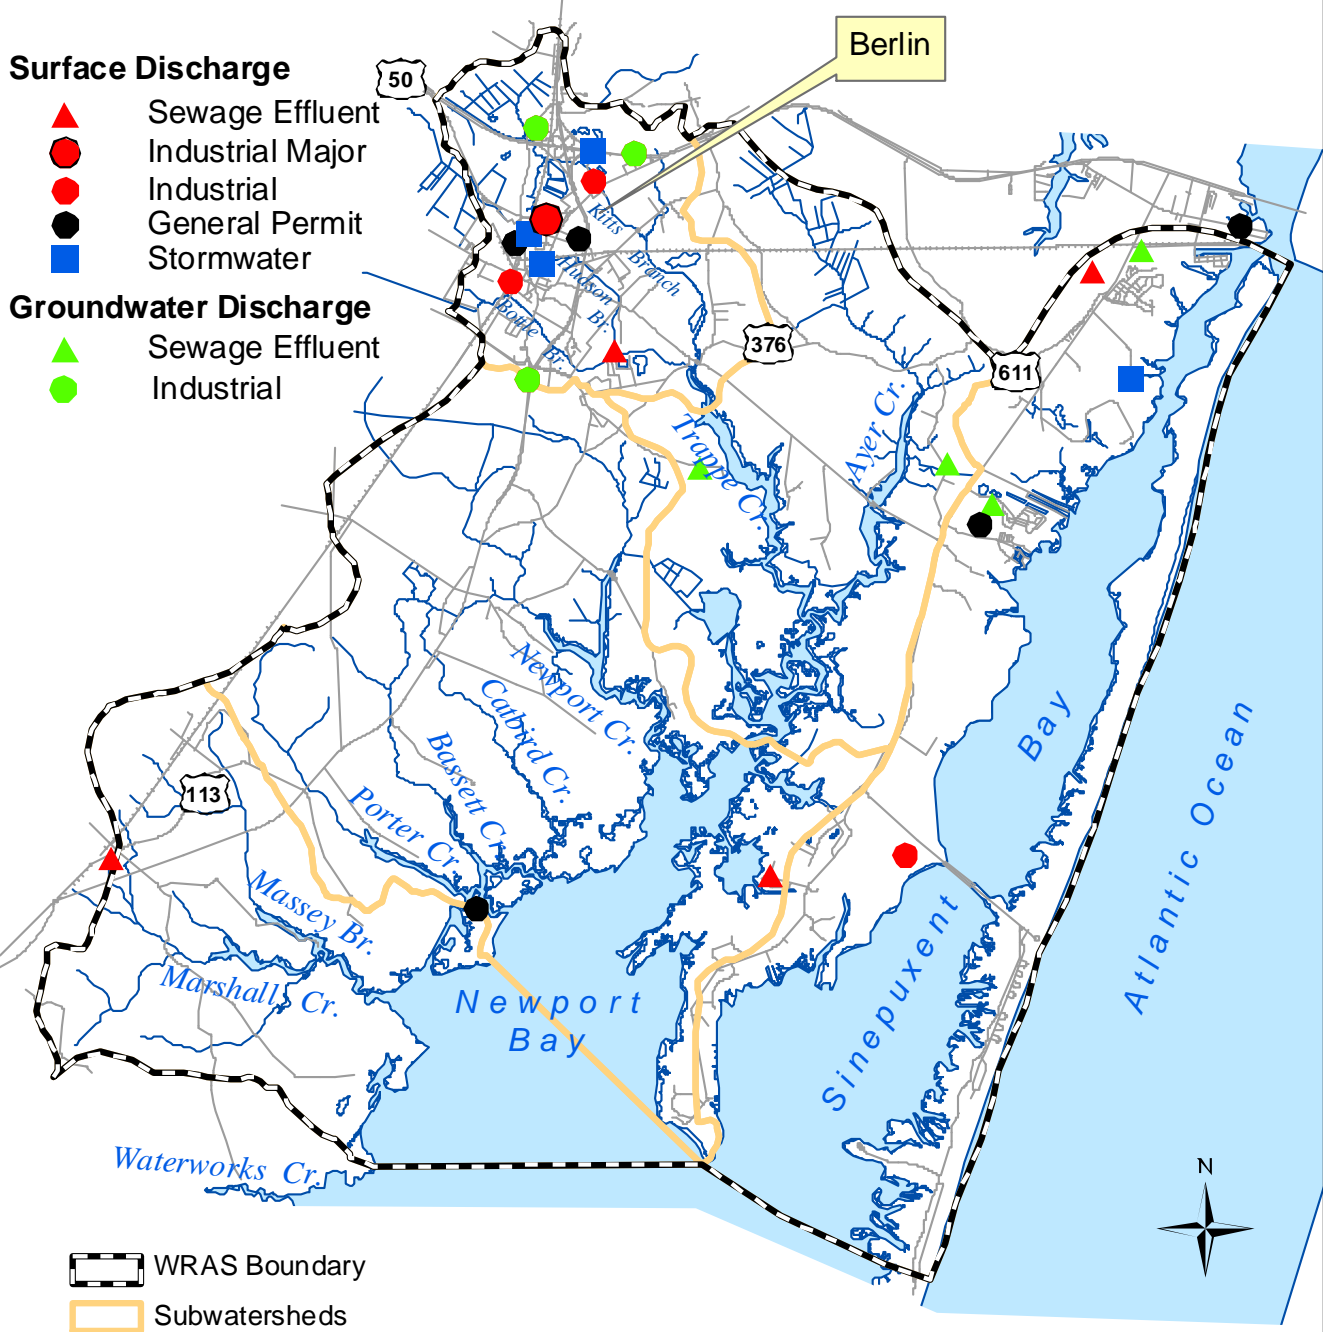 Berlin
Surface Discharge
50
Sewage Effluent
Industrial Major
Industrial
General Permit
Stormwater
Groundwater Discharge
Sewage Effluent
Industrial
Kitts
Branch
Hudson
Br.
Bottle Br.
376
611
Ayer Cr.
Trappe Cr.
Newport Cr.
Catbird Cr.
Bassett Cr.
Porter Cr.
113
Massey Br.
Marshall Cr.
Newport
Bay
Sinepuxent
Bay
Atlantic Ocean
Waterworks Cr.
N
WRAS Boundary
Subwatersheds